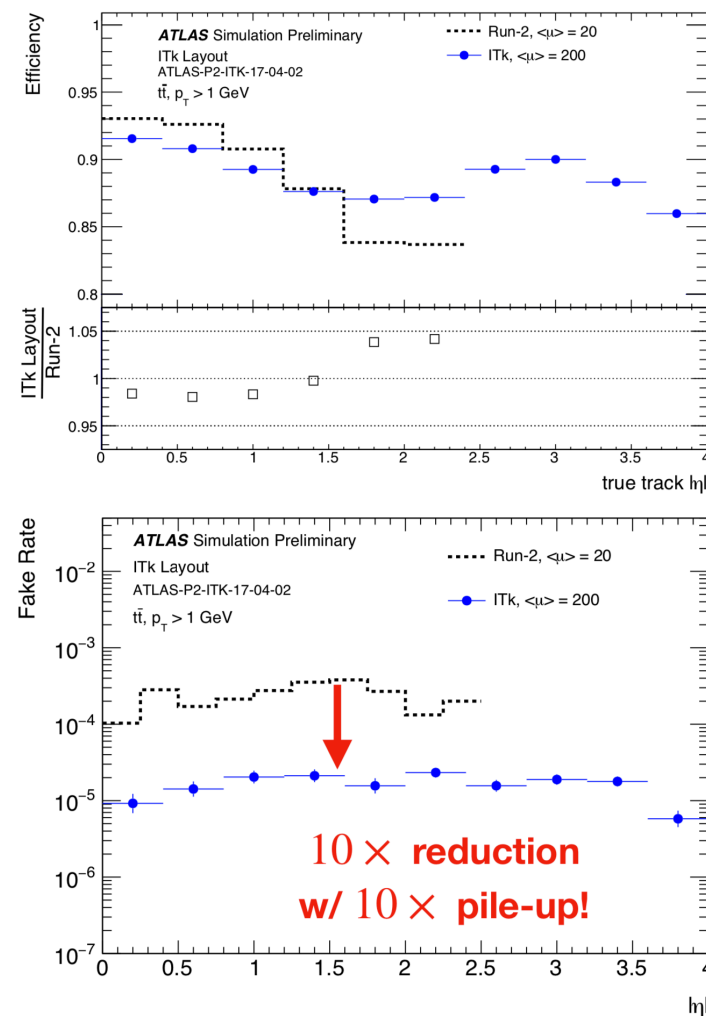 Efficiency
1
0.95
0.9
0.85
0.8
ATLAS Simulation Preliminary
ITk Layout
ATLAS-P2-ITK-17-04-02
tt̄, p_T > 1 GeV
Run-2, <μ> = 20
ITk, <μ> = 200
ITk Layout
Run-2
1.05
1
0.95
0 0.5 1 1.5 2 2.5 3 3.5 4
true track |η|
Fake Rate
10⁻²
10⁻³
10⁻⁴
10⁻⁵
10⁻⁶
10⁻⁷
ATLAS Simulation Preliminary
ITk Layout
ATLAS-P2-ITK-17-04-02
tt̄, p_T > 1 GeV
Run-2, <μ> = 20
ITk, <μ> = 200
10 × reduction
w/ 10 × pile-up!
0 0.5 1 1.5 2 2.5 3 3.5 4
|η|